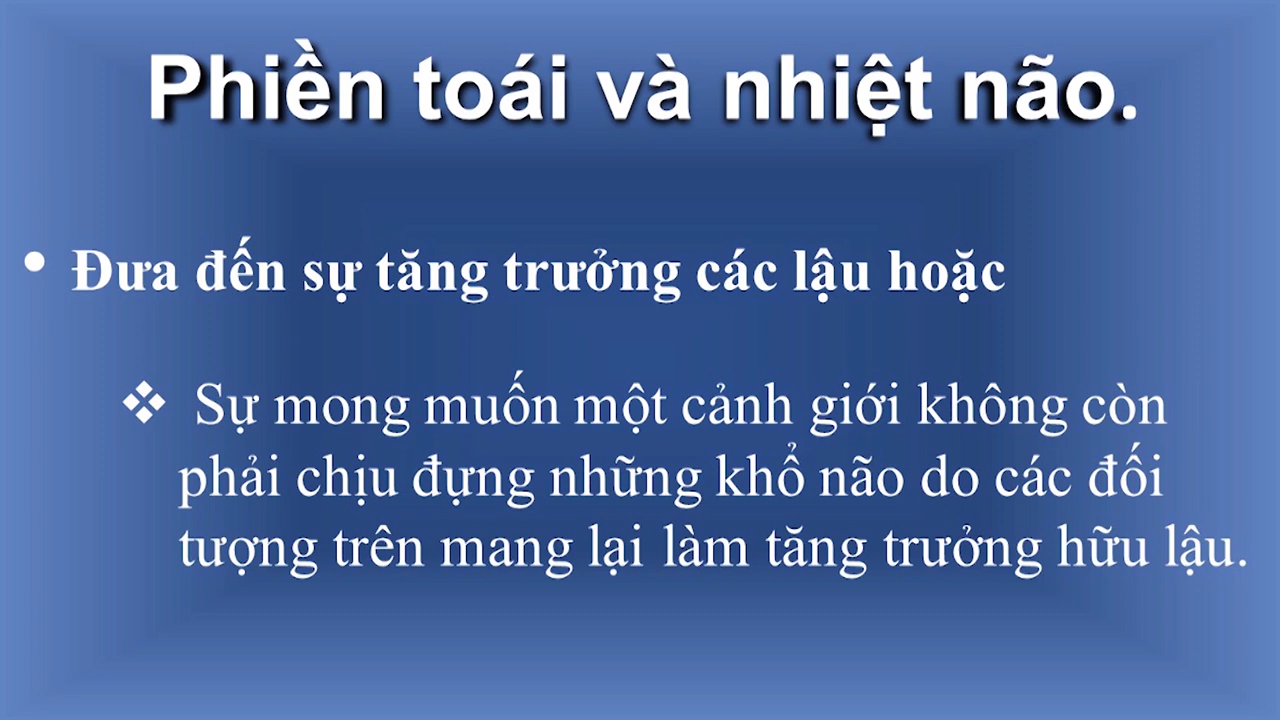 Phiền toái và nhiệt não.
• Đưa đến sự tăng trưởng các lậu hoặc
❖ Sự mong muốn một cảnh giới không còn
phải chịu đựng những khổ não do các đối
tượng trên mang lại làm tăng trưởng hữu lậu.